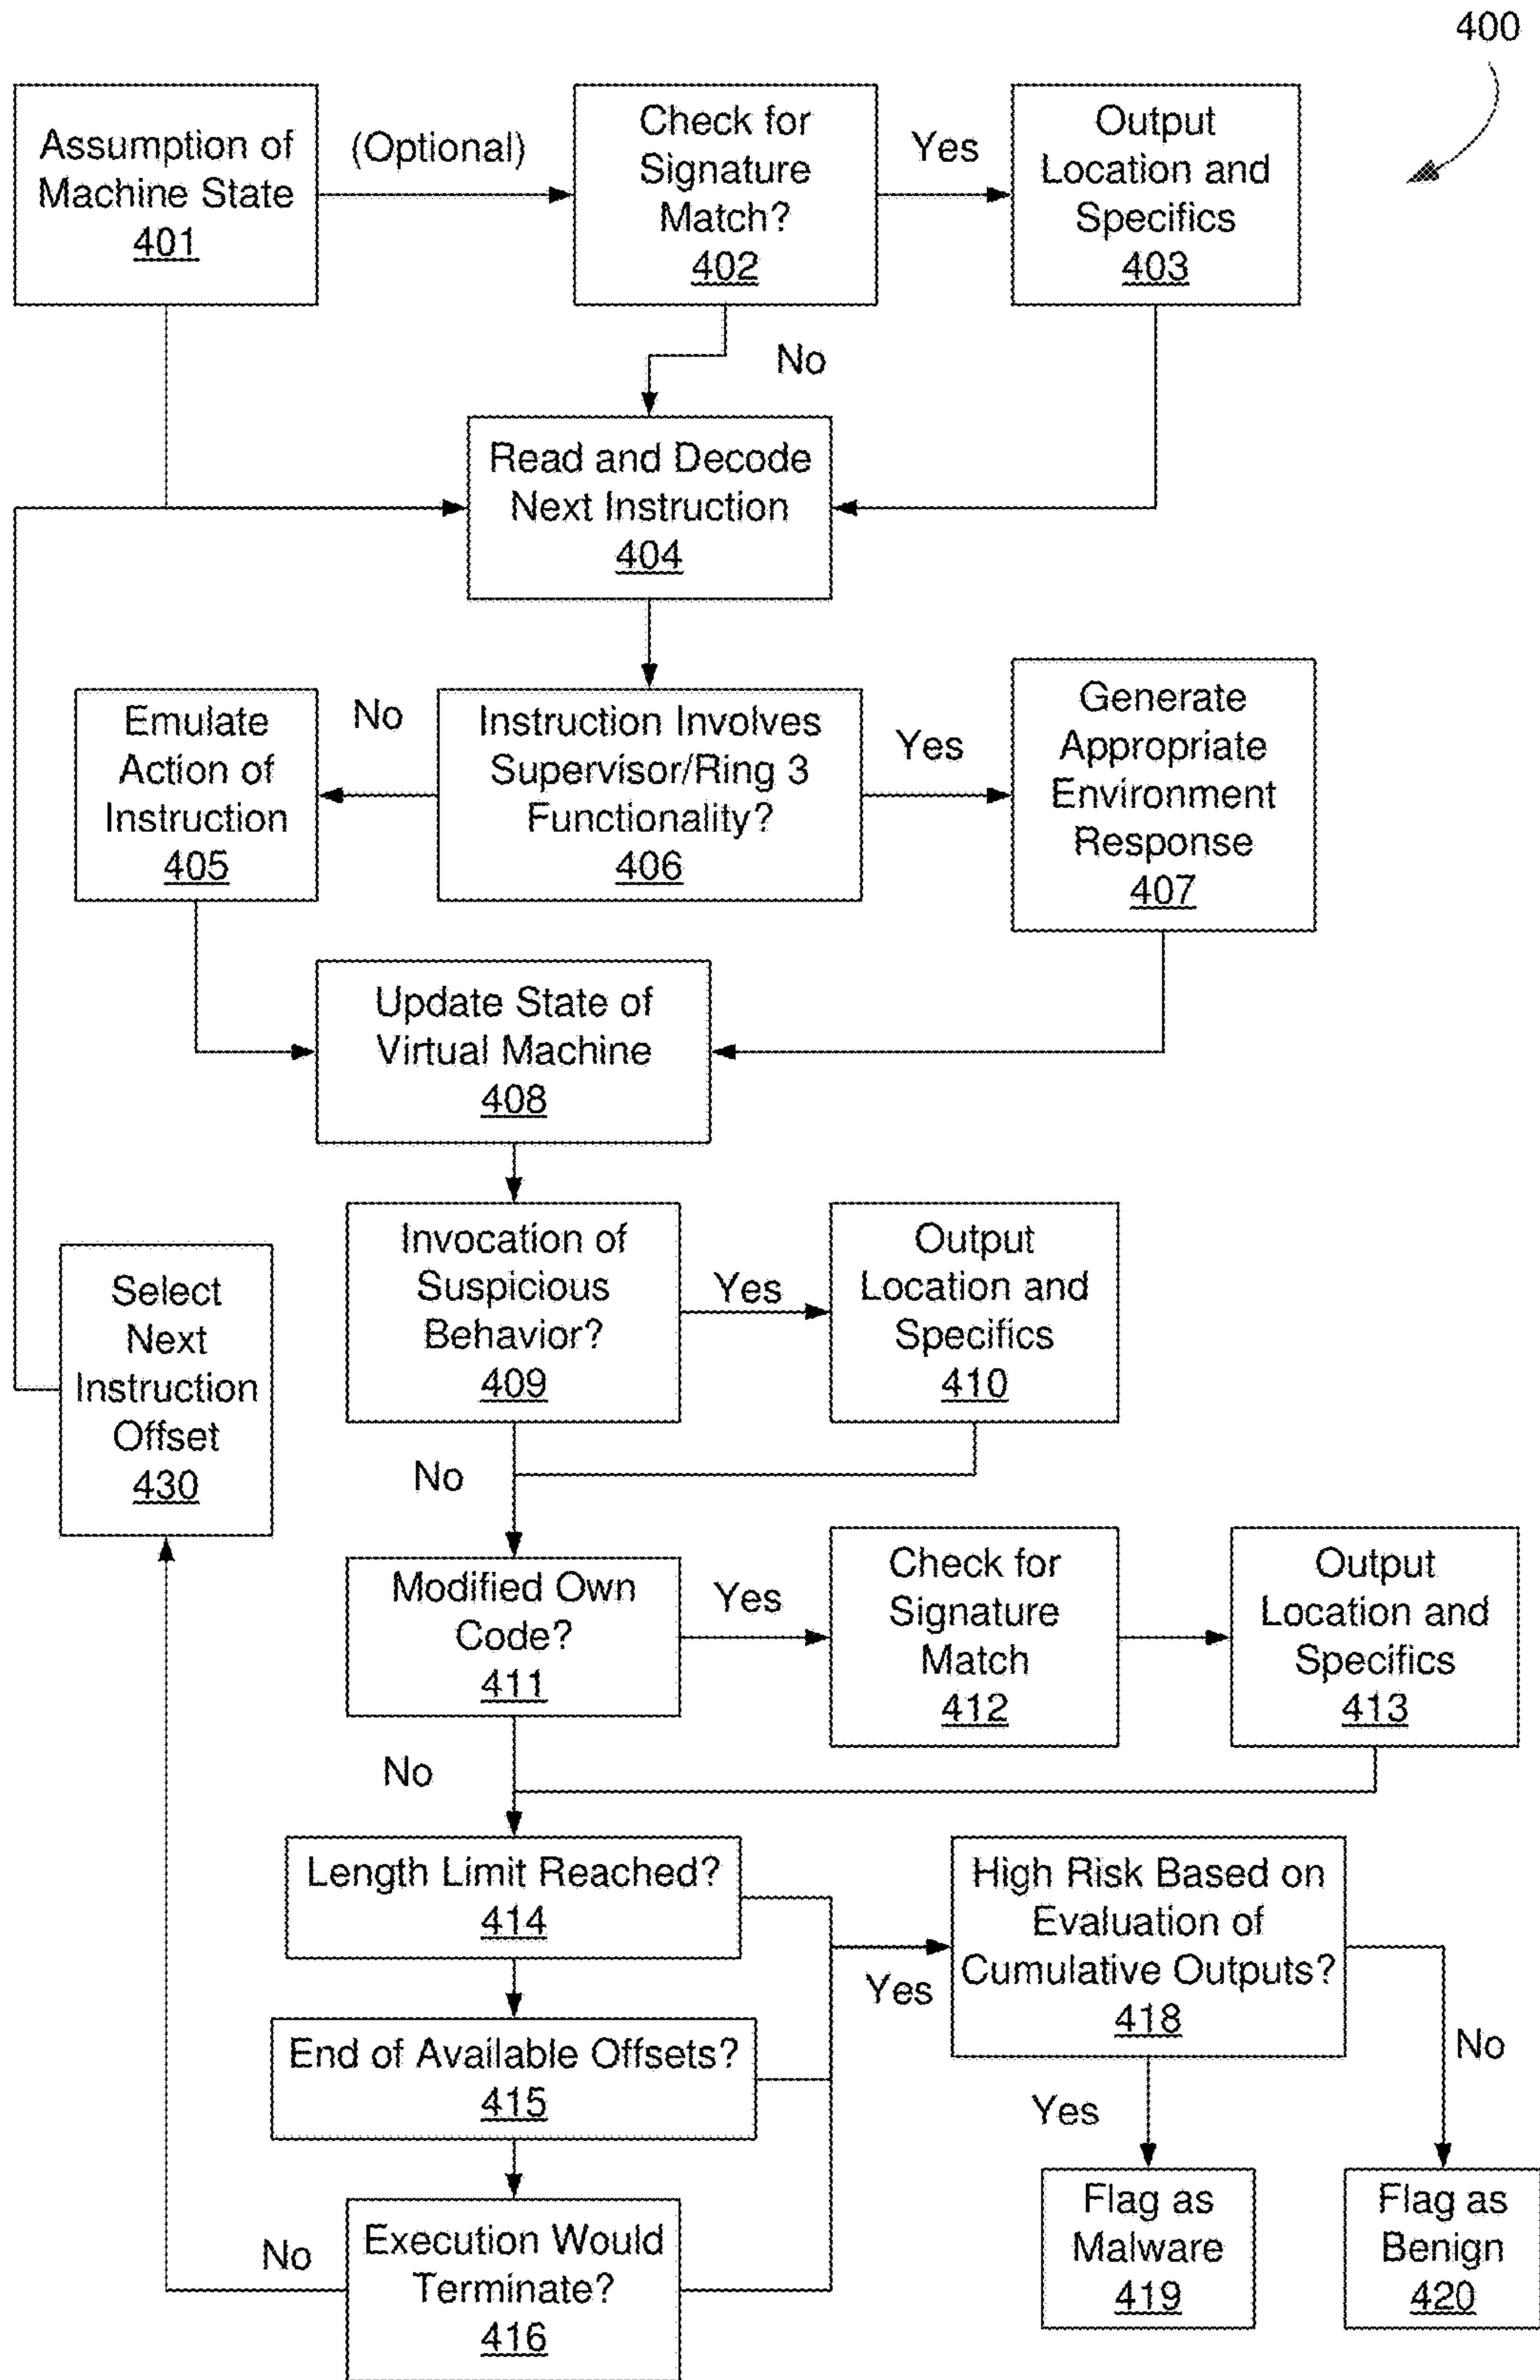 400
Assumption of
Machine State
401
(Optional)
Check for
Signature
Match?
402
Yes
Output
Location and
Specifics
403
No
Read and Decode
Next Instruction
404
Emulate
Action of
Instruction
405
No
Instruction Involves
Supervisor/Ring 3
Functionality?
406
Yes
Generate
Appropriate
Environment
Response
407
Update State of
Virtual Machine
408
Select
Next
Instruction
Offset
430
Invocation of
Suspicious
Behavior?
409
Yes
Output
Location and
Specifics
410
No
Modified Own
Code?
411
Yes
Check for
Signature
Match
412
Output
Location and
Specifics
413
No
Length Limit Reached?
414
End of Available Offsets?
415
Execution Would
Terminate?
416
No
Yes
High Risk Based on
Evaluation of
Cumulative Outputs?
418
Yes
No
Flag as
Malware
419
Flag as
Benign
420